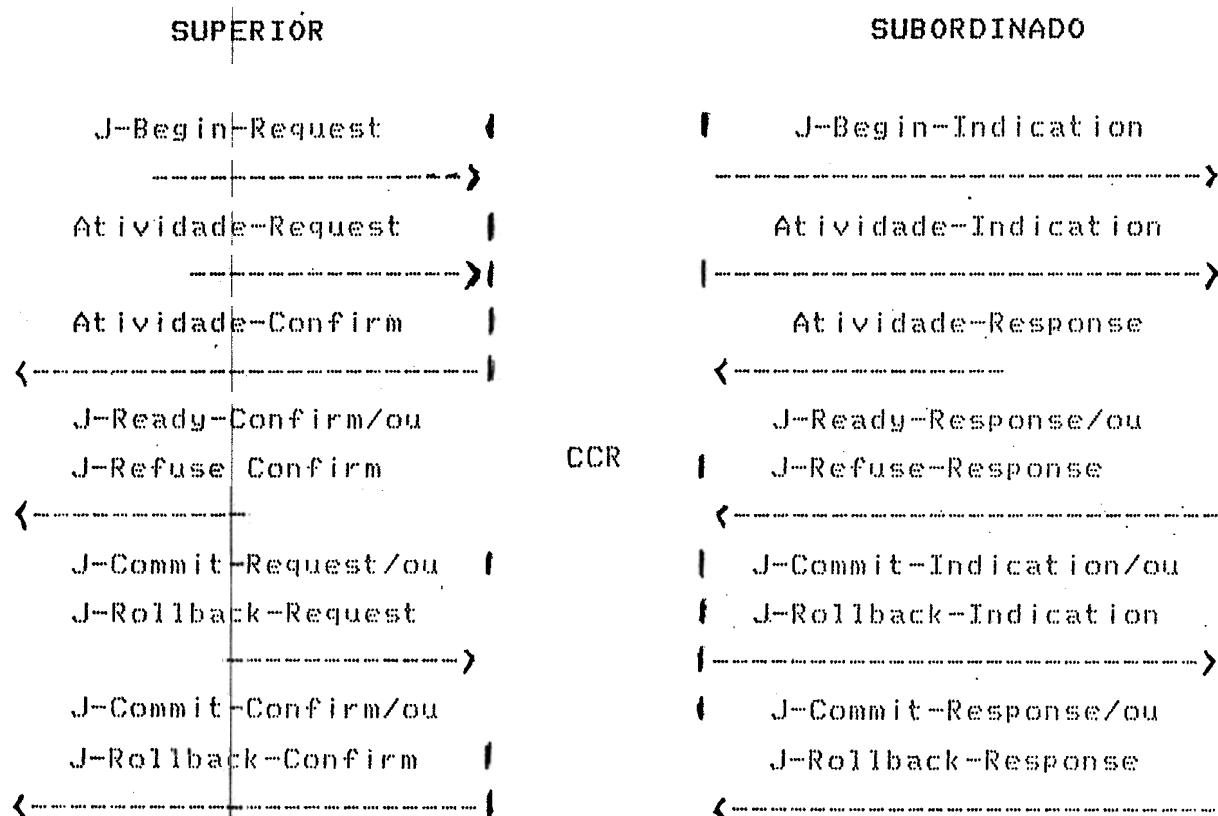 SUPERIOR SUBORDINADO
J-Begin-Request J-Begin-Indication
Atividade-Request Atividade-Indication
Atividade-Confirm Atividade-Response
J-Ready-Confirm/ou J-Ready-Response/ou
J-Refuse Confirm CCR J-Refuse-Response
J-Commit-Request/ou J-Commit-Indication/ou
J-Rollback-Request J-Rollback-Indication
J-Commit-Confirm/ou J-Commit-Response/ou
J-Rollback-Confirm J-Rollback-Response